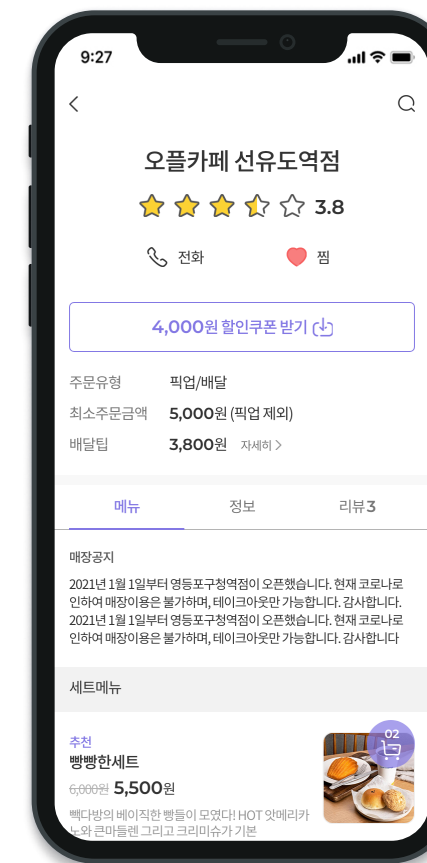 9:27
오플카페 선유도역점
3.8
전화 찜
4,000원 할인쿠폰 받기
주문유형 픽업/배달
최소주문금액 5,000원 (픽업 제외)
배달팁 3,800원 자세히 >
메뉴 정보 리뷰 3
매장공지
2021년 1월 1일부터 영등포구청역점이 오픈했습니다. 현재 코로나로
인하여 매장이용은 불가하며, 테이크아웃만 가능합니다. 감사합니다.
2021년 1월 1일부터 영등포구청역점이 오픈했습니다. 현재 코로나로
인하여 매장이용은 불가하며, 테이크아웃만 가능합니다. 감사합니다
세트메뉴
추천
02
빵빵한세트
6,000원 5,500원
빽다방의 베이직한 빵들이 모였다! HOT 앗메리카
노와 큰마들렌 그리고 크리미슈가 기본